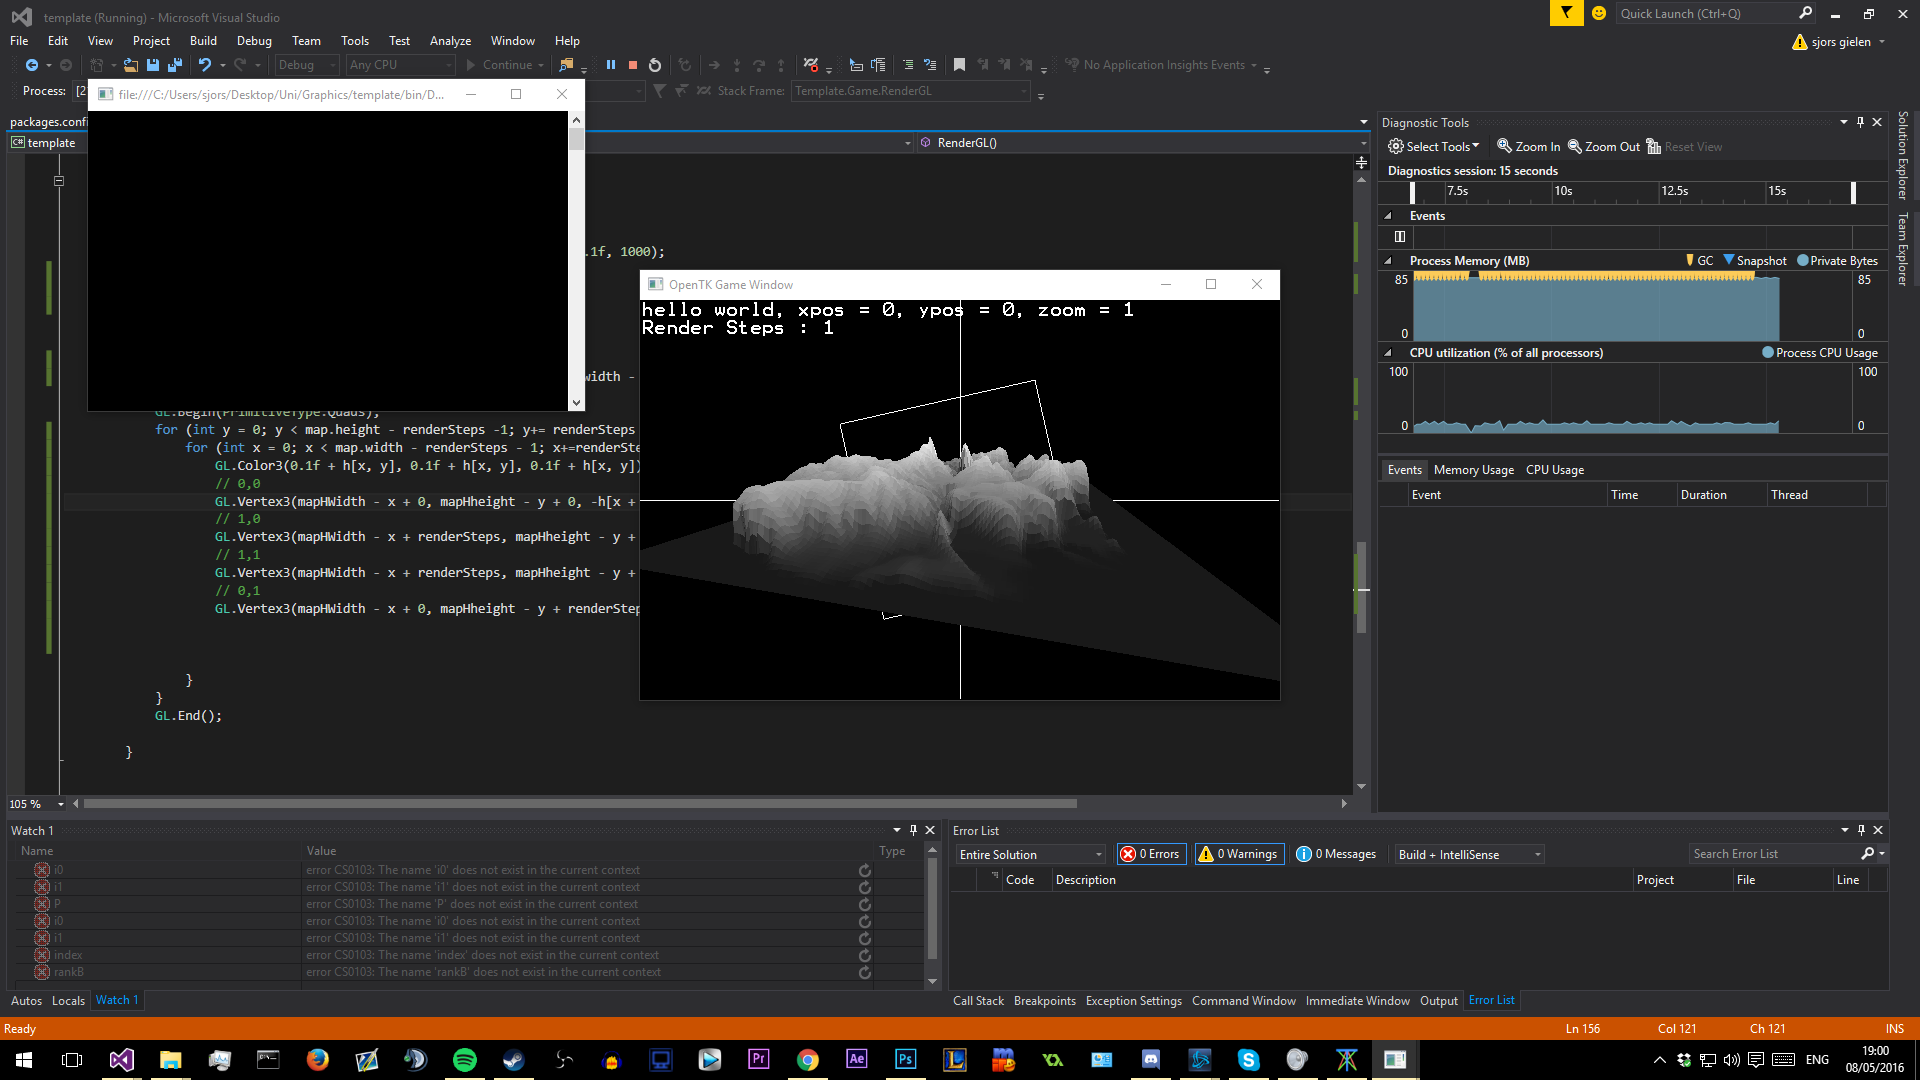 template (Running) - Microsoft Visual Studio
Quick Launch (Ctrl+Q)
File Edit View Project Build Debug Team Tools Test Analyze Window Help
sjors gielen
Debug Any CPU Continue No Application Insights Events
Process: [2 Stack Frame: Template.Game.RenderGL
file:///C:/Users/sjors/Desktop/Uni/Graphics/template/bin/D...
packages.confi
template RenderGL()
.1f, 1000);
OpenTK Game Window
hello world, xpos = 0, ypos = 0, zoom = 1
Render Steps : 1
width -
GL.Begin(PrimitiveType.Quads);
for (int y = 0; y < map.height - renderSteps -1; y+= renderSteps
for (int x = 0; x < map.width - renderSteps - 1; x+=renderSte
GL.Color3(0.1f + h[x, y], 0.1f + h[x, y], 0.1f + h[x, y])
// 0,0
GL.Vertex3(mapHWidth - x + 0, mapHheight - y + 0, -h[x +
// 1,0
GL.Vertex3(mapHWidth - x + renderSteps, mapHheight - y +
// 1,1
GL.Vertex3(mapHWidth - x + renderSteps, mapHheight - y +
// 0,1
GL.Vertex3(mapHWidth - x + 0, mapHheight - y + renderStep
}
}
GL.End();
}
105 %
Diagnostic Tools
Select Tools Zoom In Zoom Out Reset View
Diagnostics session: 15 seconds
7.5s 10s 12.5s 15s
Events
Process Memory (MB) GC Snapshot Private Bytes
85 85
0 0
CPU utilization (% of all processors) Process CPU Usage
100 100
0 0
Events Memory Usage CPU Usage
Event Time Duration Thread
Solution Explorer
Team Explorer
Watch 1
Name Value Type
i0 error CS0103: The name 'i0' does not exist in the current context
i1 error CS0103: The name 'i1' does not exist in the current context
P error CS0103: The name 'P' does not exist in the current context
i0 error CS0103: The name 'i0' does not exist in the current context
i1 error CS0103: The name 'i1' does not exist in the current context
index error CS0103: The name 'index' does not exist in the current context
rankB error CS0103: The name 'rankB' does not exist in the current context
Autos Locals Watch 1
Error List
Entire Solution 0 Errors 0 Warnings 0 Messages Build + IntelliSense Search Error List
Code Description Project File Line
Call Stack Breakpoints Exception Settings Command Window Immediate Window Output Error List
Ready Ln 156 Col 121 Ch 121 INS
Pr Ae Ps L
ENG 19:00
08/05/2016